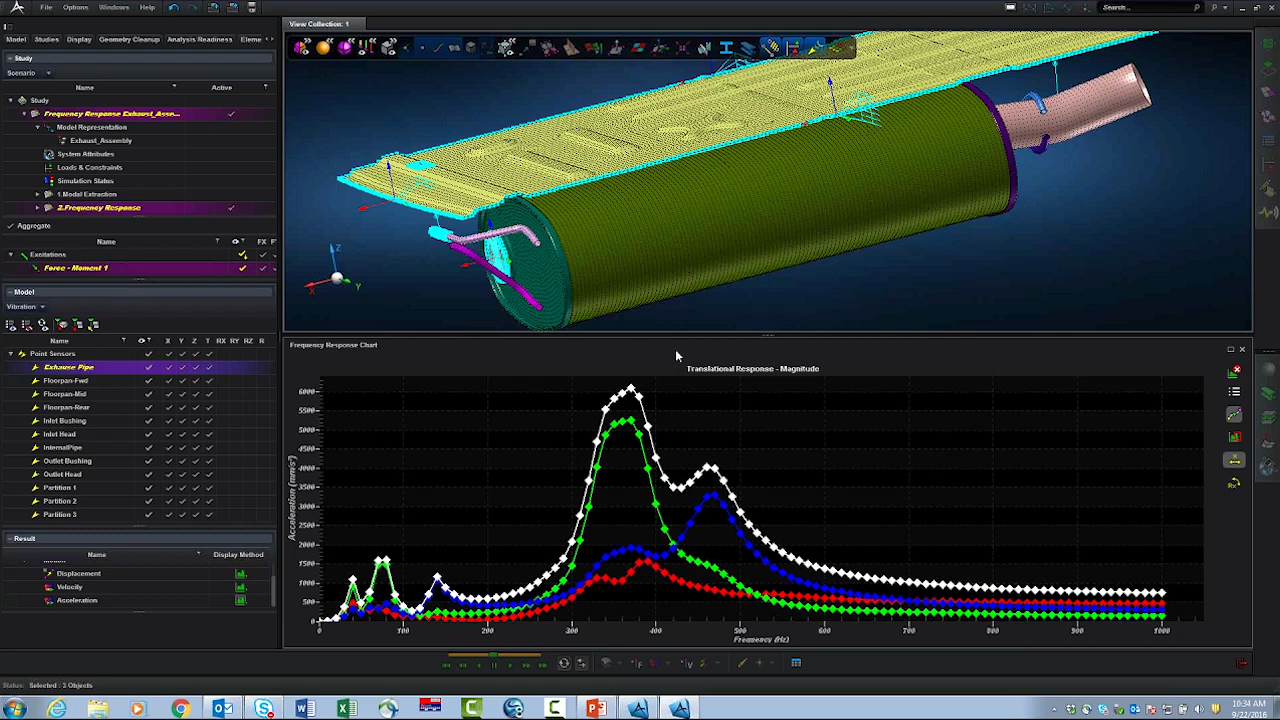 File Options Windows Help
Search...
Model Studies Display Geometry Cleanup Analysis Readiness Eleme
View Collection: 1
Study
Scenario
Name Active
Study
Frequency Response Exhaust_Asse...
Model Representation
Exhaust_Assembly
System Attributes
Loads & Constraints
Simulation Status
1.Modal Extraction
2.Frequency Response
Aggregate
Name FX F
Excitations
Force - Moment 1
Model
Vibration
Name X Y Z T RX RY RZ R
Point Sensors
Exhause Pipe
Floorpan-Fwd
Floorpan-Mid
Floorpan-Rear
Inlet Bushing
Inlet Head
InternalPipe
Outlet Bushing
Outlet Head
Partition 1
Partition 2
Partition 3
Result
Name Display Method
Displacement
Velocity
Acceleration
Z
X
Y
Frequency Response Chart
Translational Response - Magnitude
Acceleration (mm/s²)
6000
5500
5000
4500
4000
3500
3000
2500
2000
1500
1000
500
0
0 100 200 300 400 500 600 700 800 900 1000
Frequency (Hz)
Status: Selected : 3 Objects
10:34 AM
9/22/2016